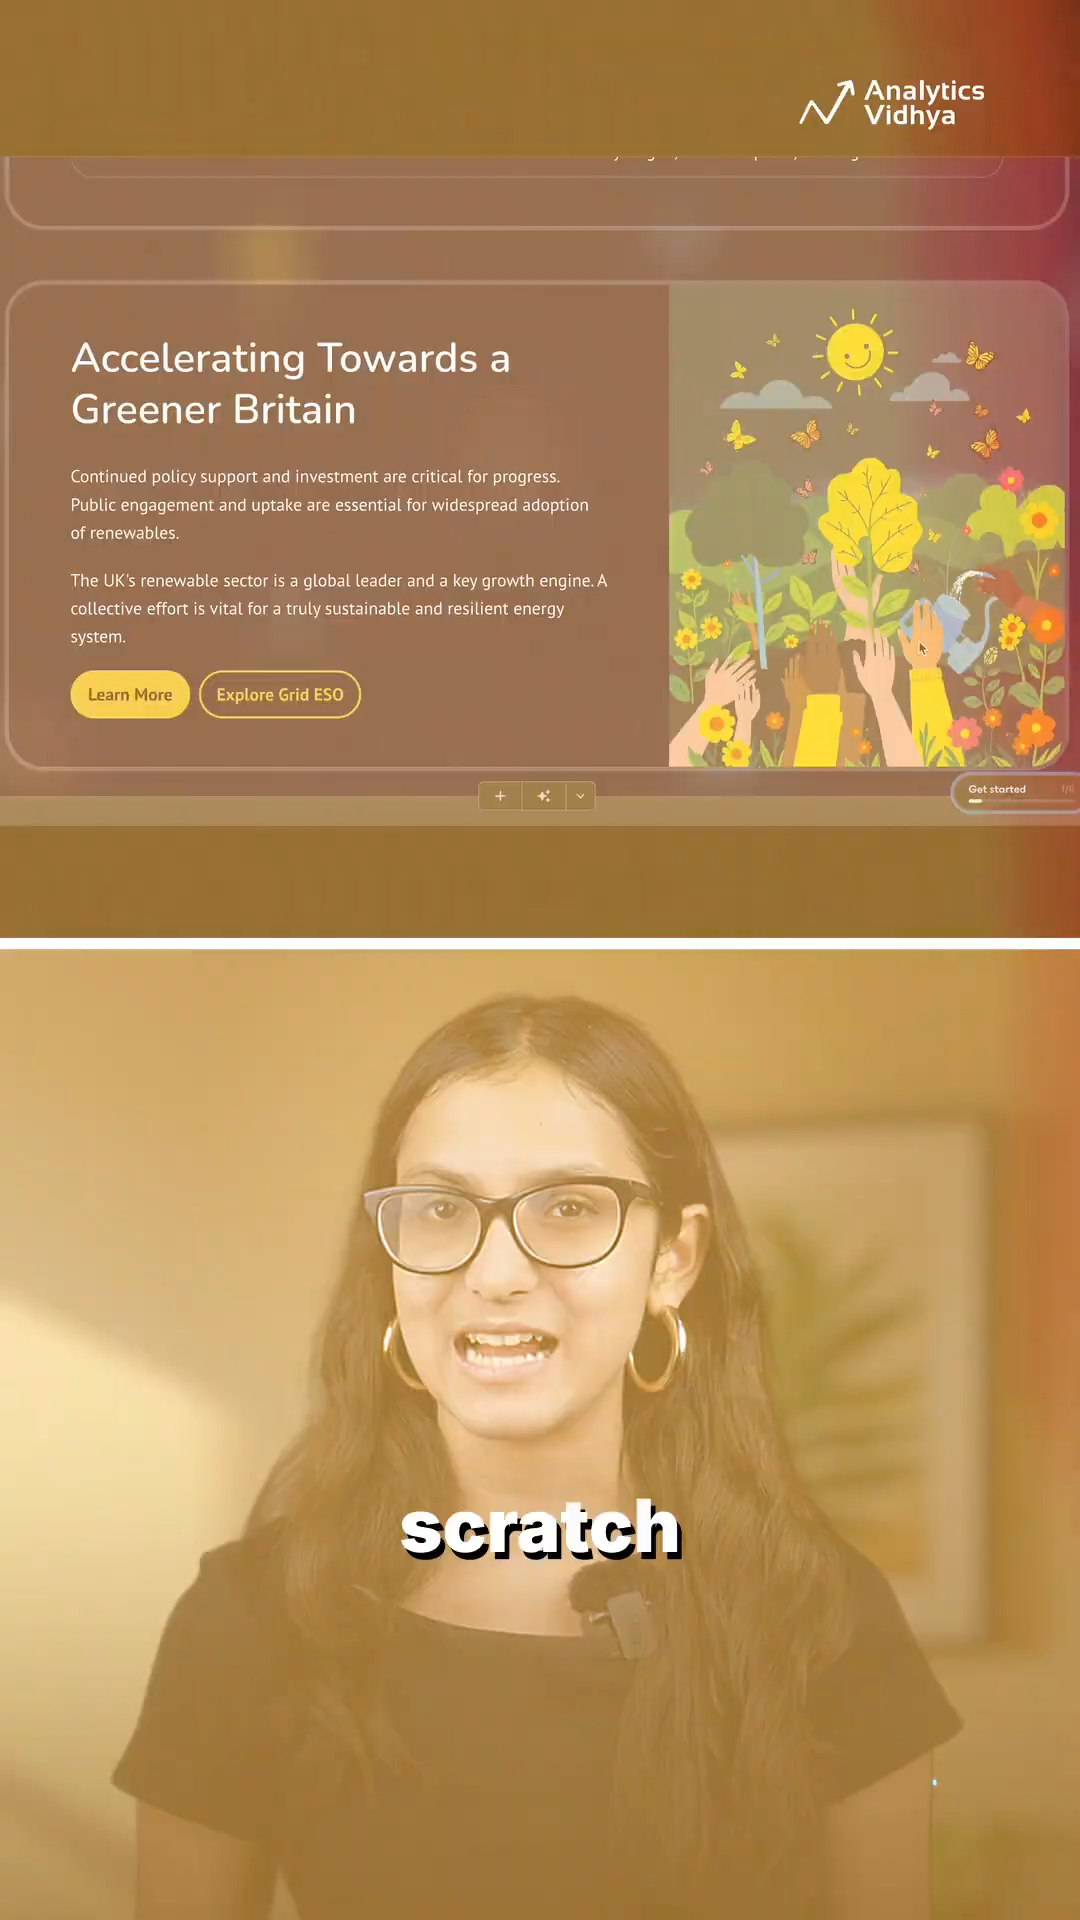 Analytics
Vidhya
Accelerating Towards a
Greener Britain
Continued policy support and investment are critical for progress.
Public engagement and uptake are essential for widespread adoption
of renewables.
The UK's renewable sector is a global leader and a key growth engine. A
collective effort is vital for a truly sustainable and resilient energy
system.
Learn More
Explore Grid ESO
Get started
scratch